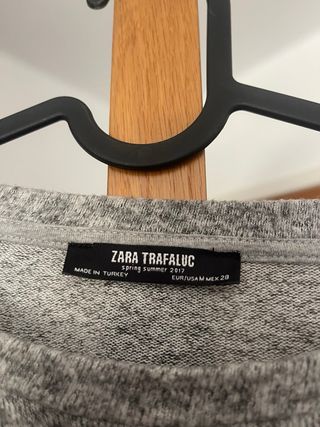 ZARA TRAFALUC
spring summer 2017
MADE IN TURKEY EUR/USA M MEX 28